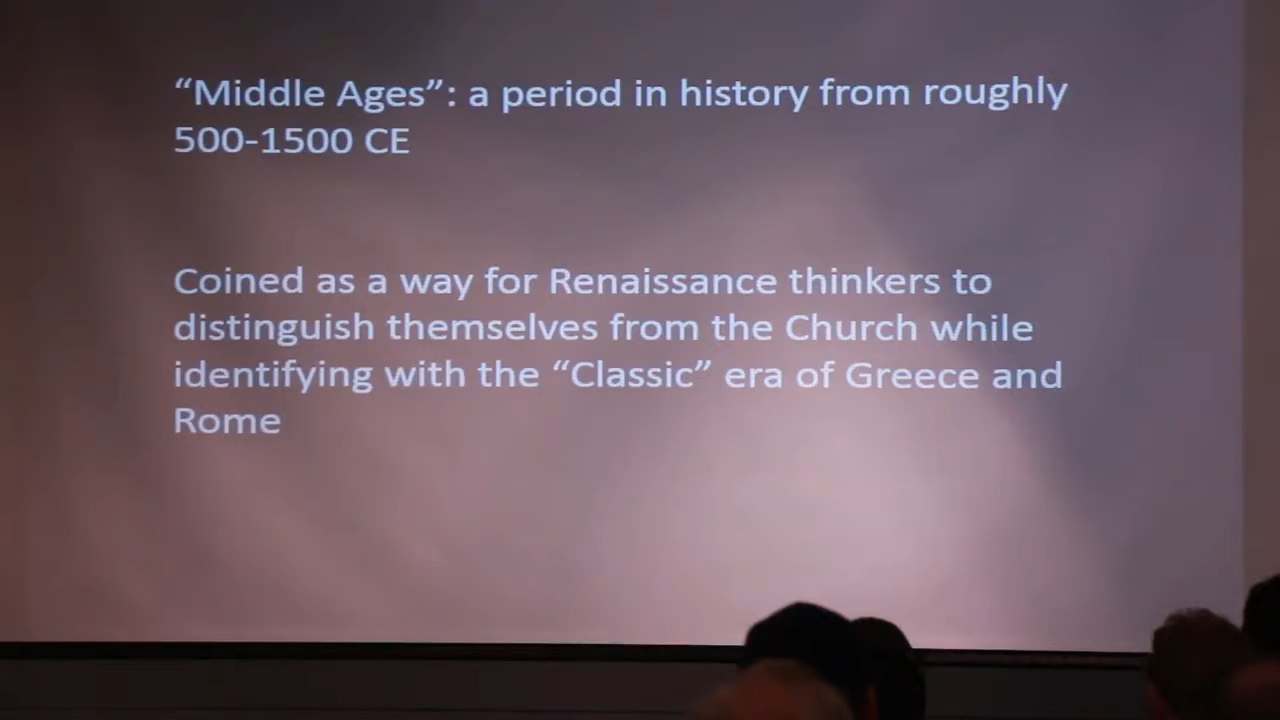 “Middle Ages”: a period in history from roughly
500-1500 CE
Coined as a way for Renaissance thinkers to
distinguish themselves from the Church while
identifying with the “Classic” era of Greece and
Rome